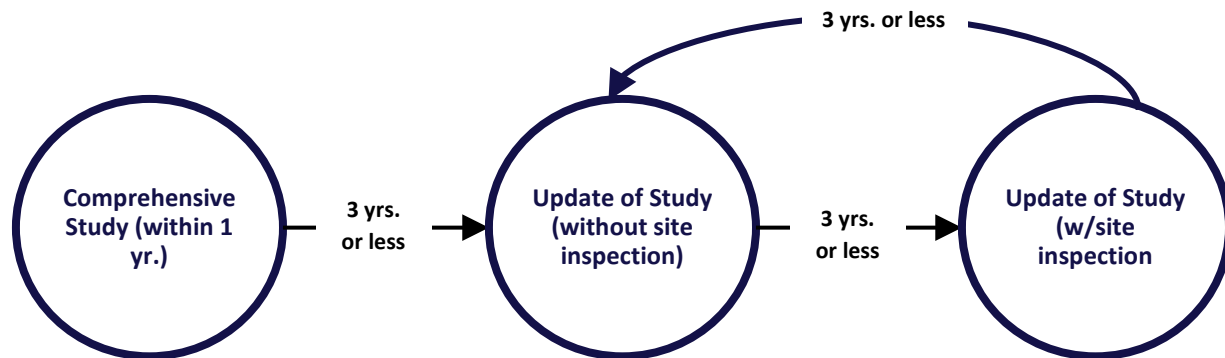 3 yrs. or less
Comprehensive
Study (within 1
yr.)
3 yrs.
or less
Update of Study
(without site
inspection)
3 yrs.
or less
Update of Study
(w/site
inspection